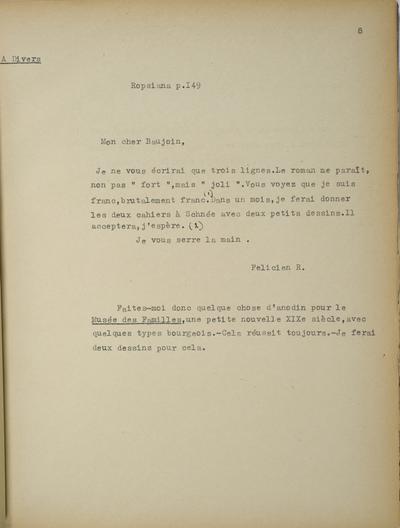 8
A Divers
Ropsiana p.I49
Mon cher Baujoin,
Je ne vous écrirai que trois lignes.Le roman me paraît,
non pas " fort ",mais " joli ".Vous voyez que je suis
franc,brutalement franc.(1)Dans un mois,je ferai donner
les deux cahiers à Schnée avec deux petits dessins.Il
acceptera,j'espère.(1)
Je vous serre la main .
Felicien R.
Faites-moi donc quelque chose d'anodin pour le
Musée des Familles,une petite nouvelle XIXe siècle,avec
quelques types bourgeois.-Cela réussit toujours.-Je ferai
deux dessins pour cela.